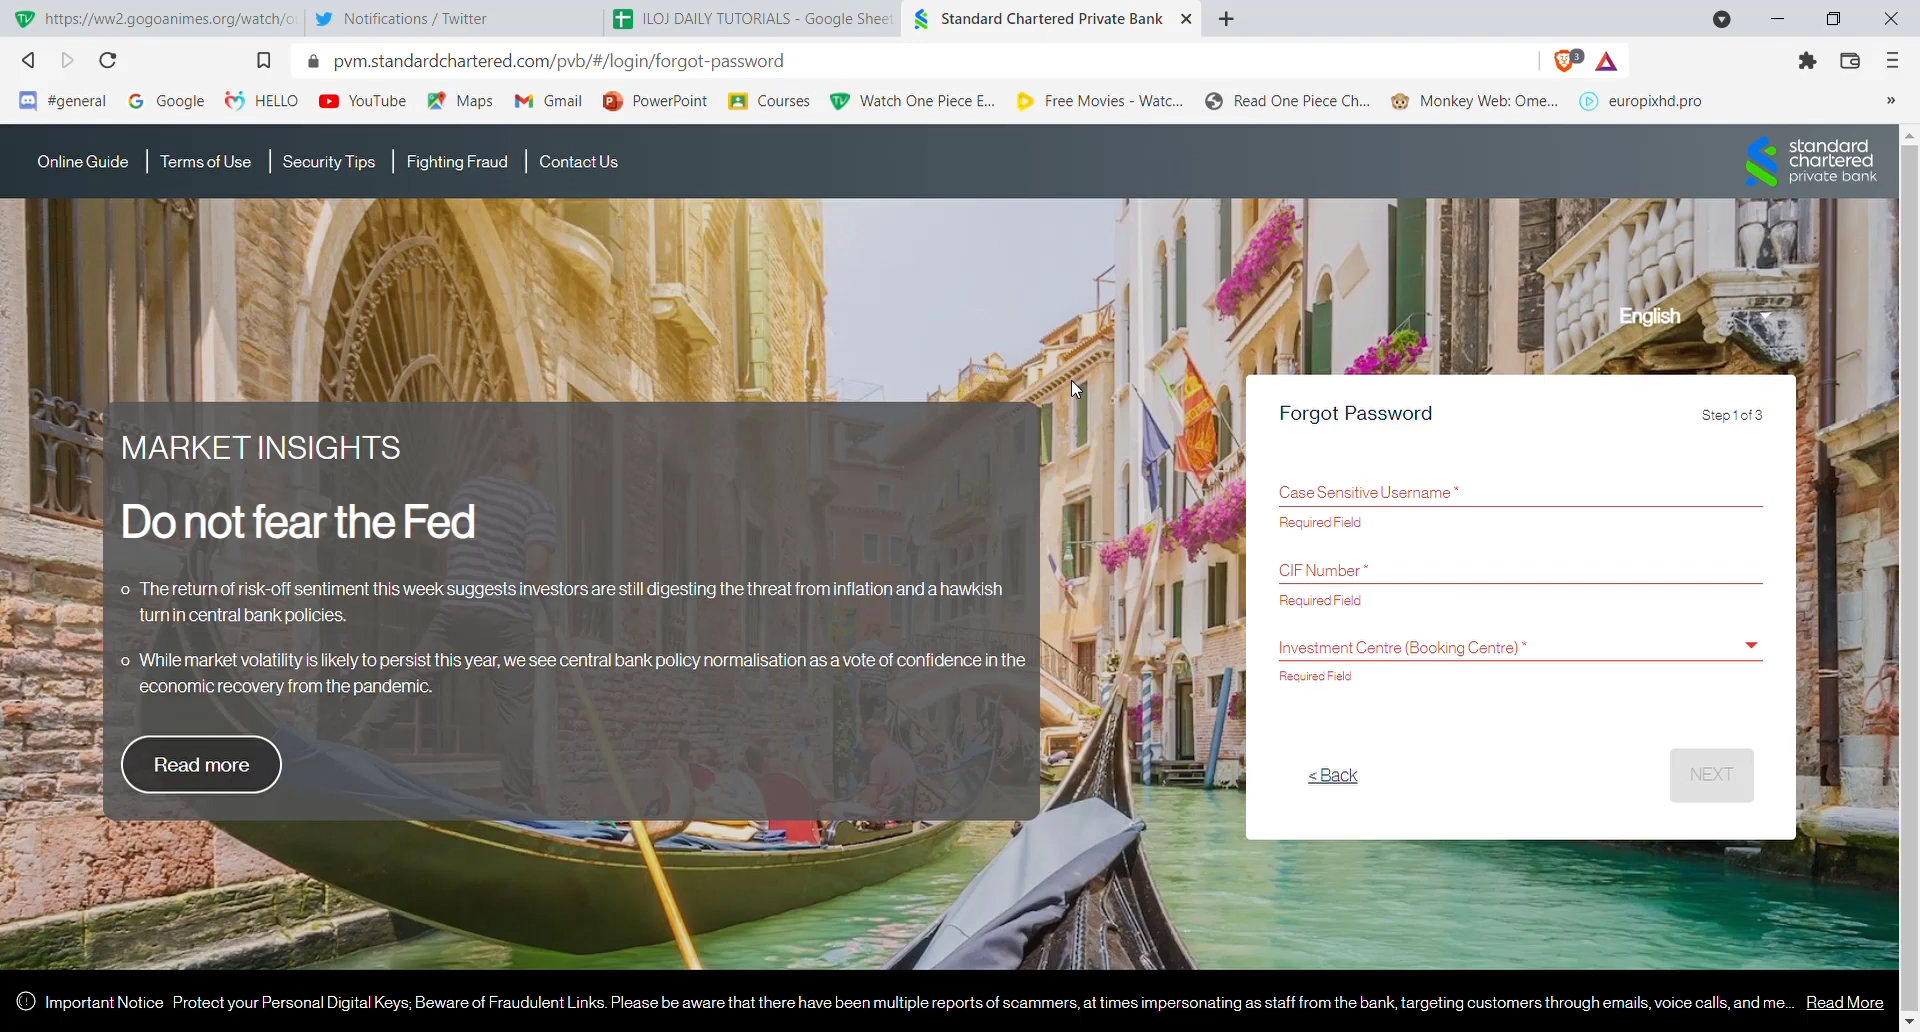 https://ww2.gogoanimes.org/watch/o
Notifications / Twitter
ILOJ DAILY TUTORIALS - Google Sheet
Standard Chartered Private Bank
pvm.standardchartered.com/pvb/#/login/forgot-password
3
#general
Google
HELLO
YouTube
Maps
Gmail
PowerPoint
Courses
Watch One Piece E...
Free Movies - Watc...
Read One Piece Ch...
Monkey Web: Ome...
europixhd.pro
»
Online Guide
Terms of Use
Security Tips
Fighting Fraud
Contact Us
standard
chartered
private bank
English
MARKET INSIGHTS
Do not fear the Fed
The return of risk-off sentiment this week suggests investors are still digesting the threat from inflation and a hawkish
turn in central bank policies.
While market volatility is likely to persist this year, we see central bank policy normalisation as a vote of confidence in the
economic recovery from the pandemic.
Read more
Forgot Password
Step 1 of 3
Case Sensitive Username *
Required Field
CIF Number *
Required Field
Investment Centre (Booking Centre) *
Required Field
< Back
NEXT
Important Notice Protect your Personal Digital Keys; Beware of Fraudulent Links. Please be aware that there have been multiple reports of scammers, at times impersonating as staff from the bank, targeting customers through emails, voice calls, and me... Read More